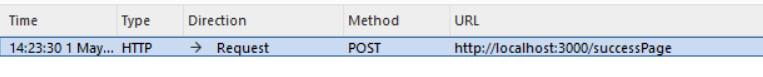 Time Type Direction Method URL
14:23:30 1 May... HTTP → Request POST http://localhost:3000/successPage